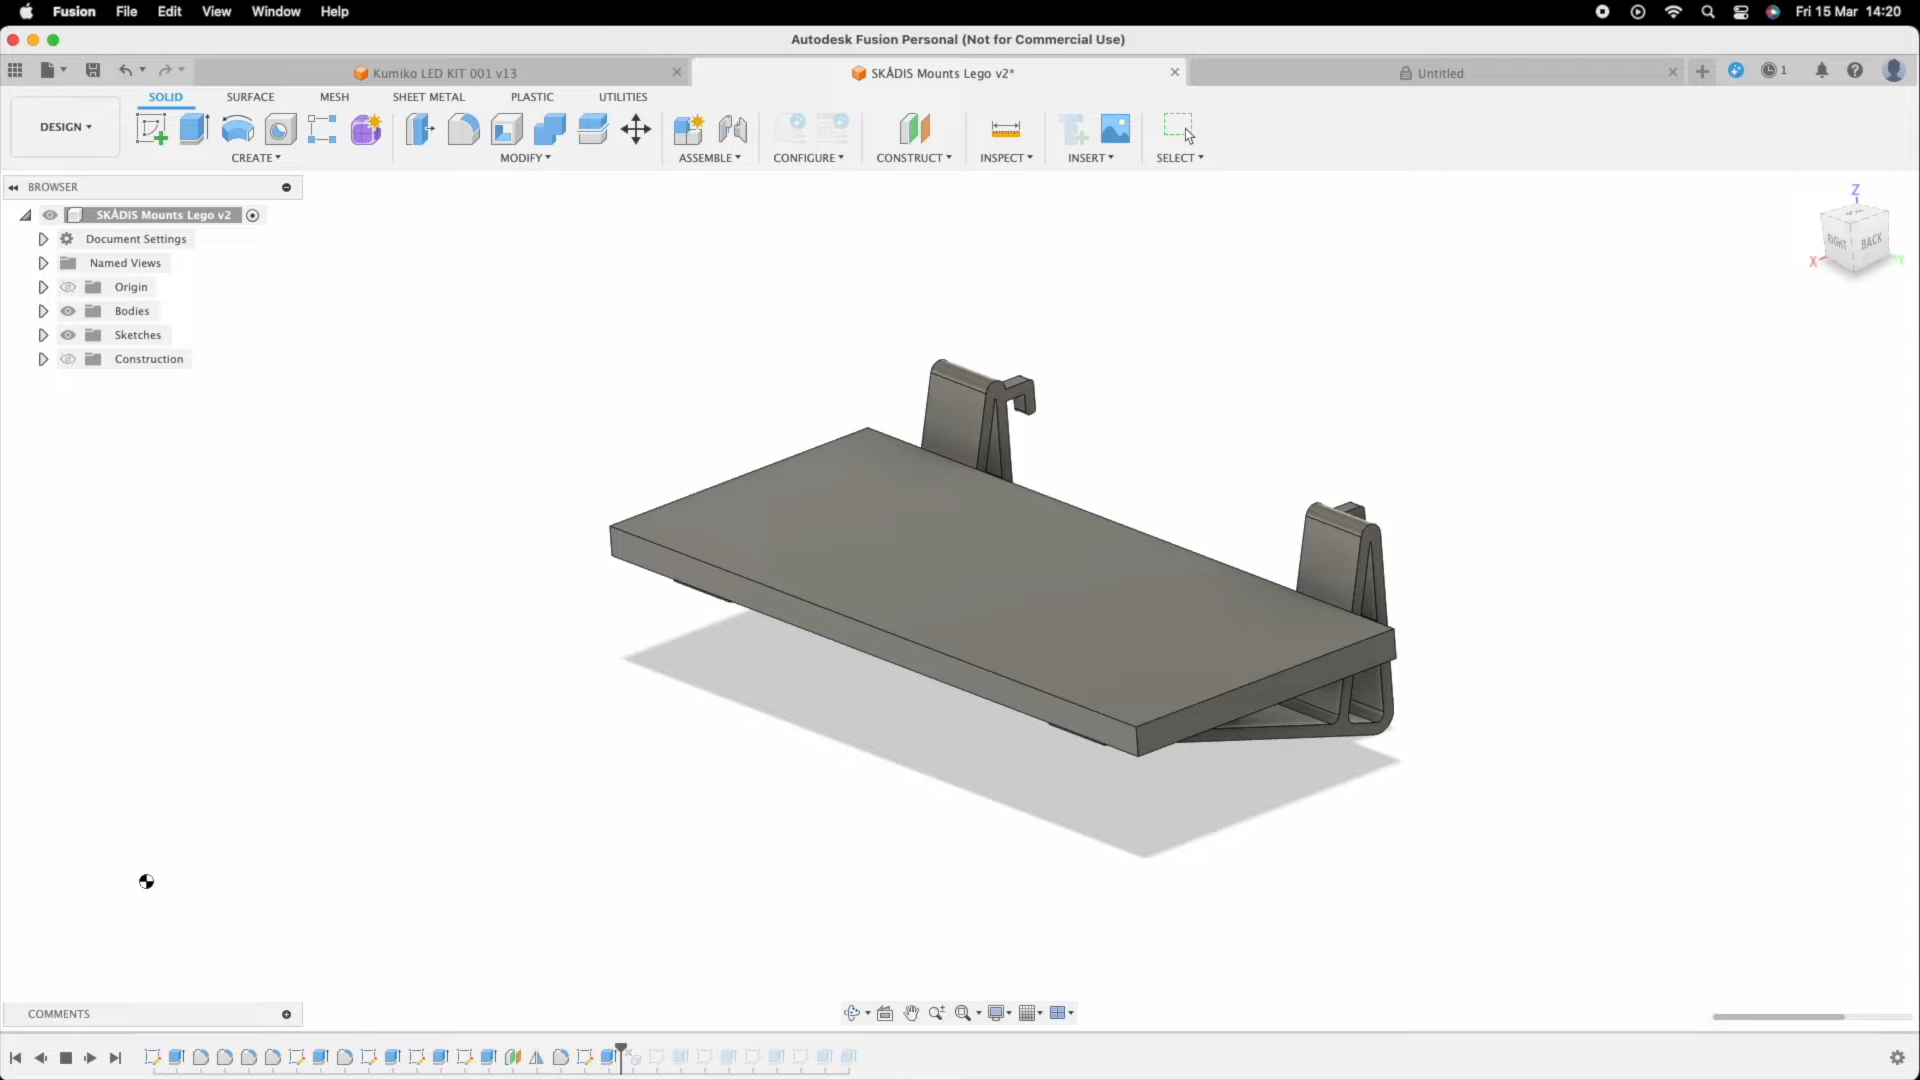 Fusion File Edit View Window Help Fri 15 Mar 14:20
Autodesk Fusion Personal (Not for Commercial Use)
Kumiko LED KIT 001 v13 SKÅDIS Mounts Lego v2* Untitled 1
SOLID SURFACE MESH SHEET METAL PLASTIC UTILITIES
DESIGN
CREATE MODIFY ASSEMBLE CONFIGURE CONSTRUCT INSPECT INSERT SELECT
BROWSER
SKÅDIS Mounts Lego v2
Document Settings
Named Views
Origin
Bodies
Sketches
Construction
Z
RIGHT BACK
X Y
COMMENTS